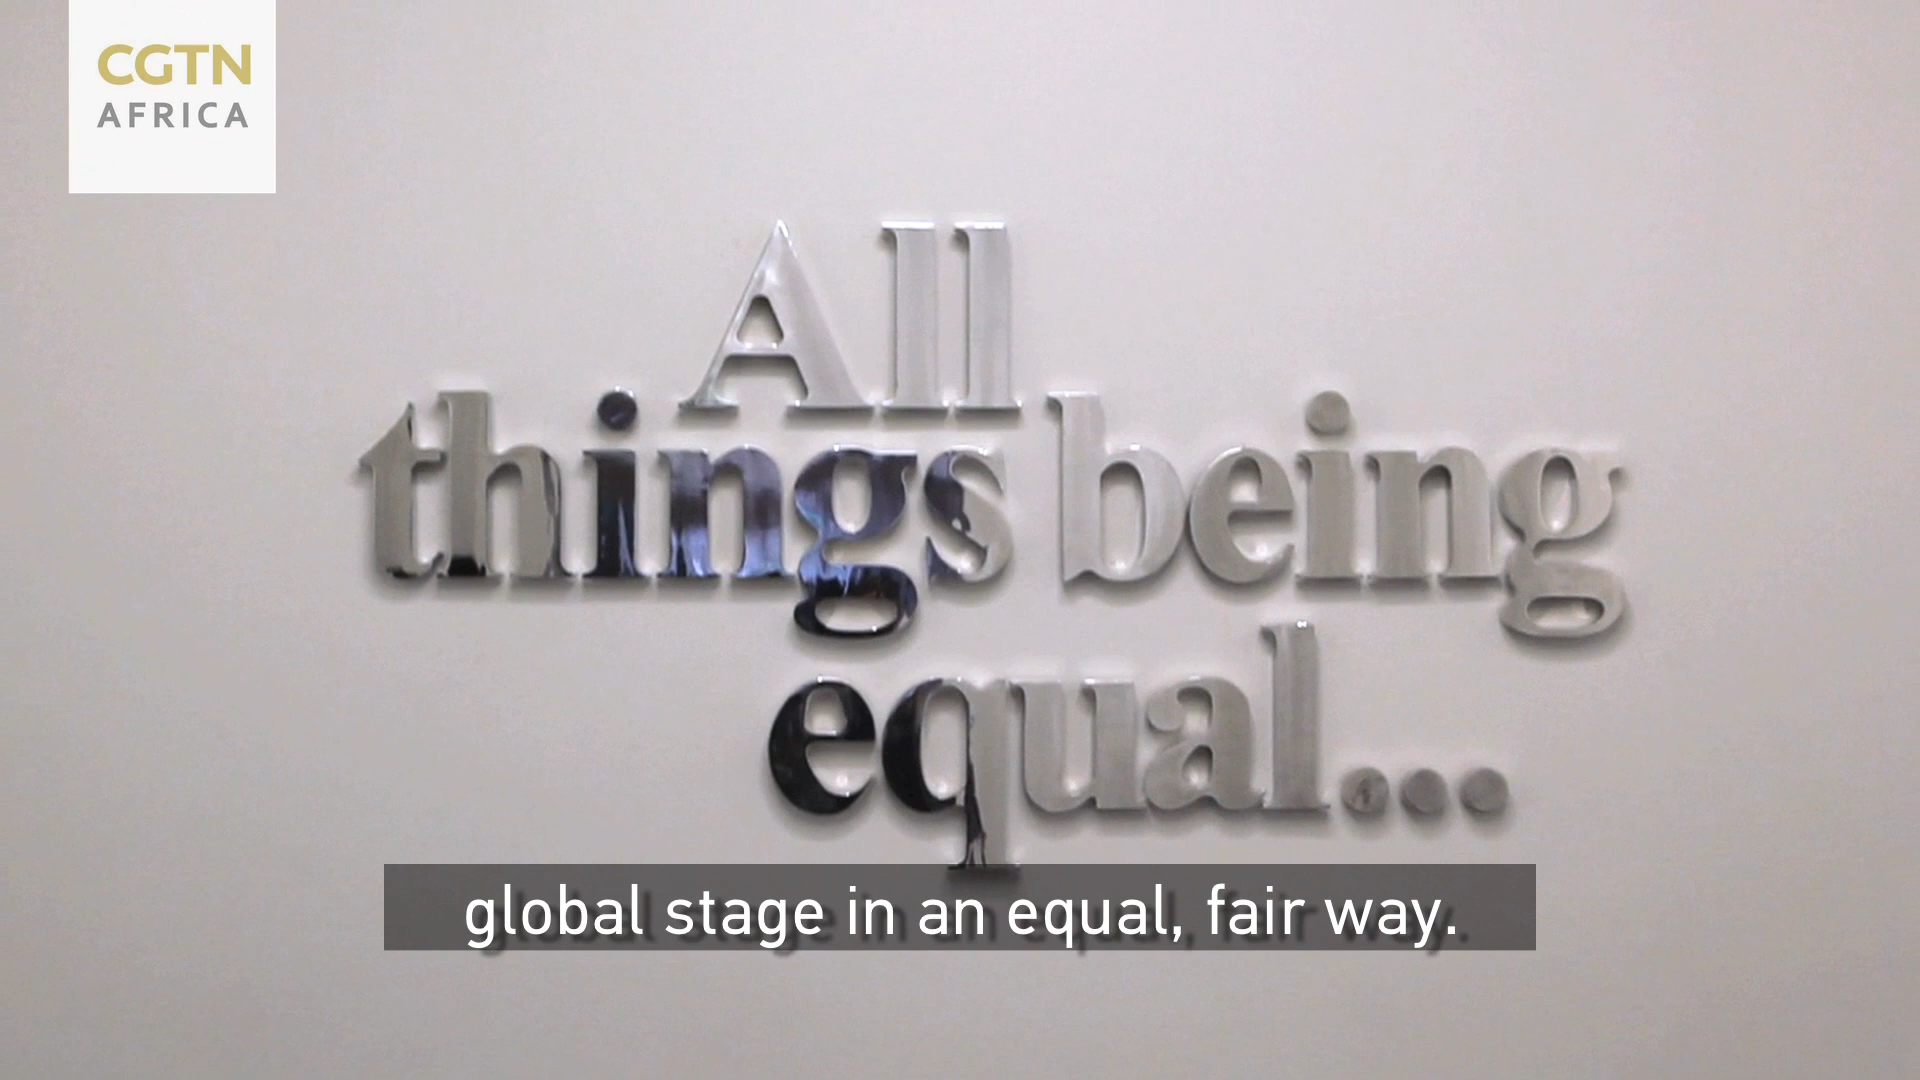 CGTN
AFRICA
All
things being
equal...
global stage in an equal, fair way.